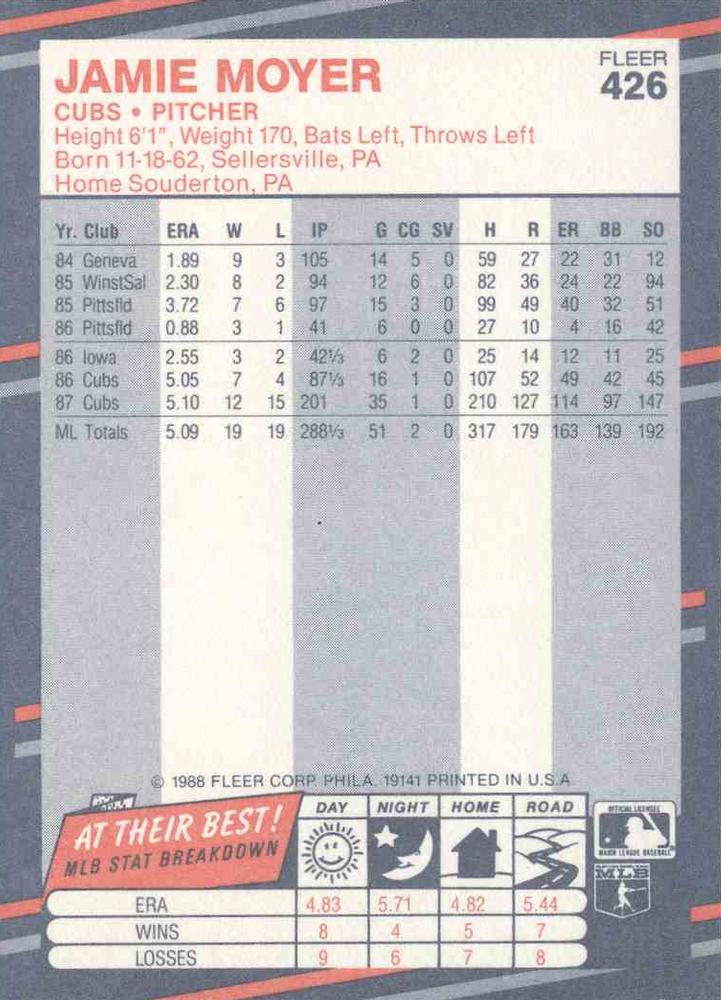 JAMIE MOYER
FLEER
426
CUBS • PITCHER
Height 6'1", Weight 170, Bats Left, Throws Left
Born 11-18-62, Sellersville, PA
Home Souderton, PA
Yr. Club ERA W L IP G CG SV H R ER BB SO
84 Geneva 1.89 9 3 105 14 5 0 59 27 22 31 12
85 WinstSal 2.30 8 2 94 12 6 0 82 36 24 22 94
85 Pittsfld 3.72 7 6 97 15 3 0 99 49 40 32 51
86 Pittsfld 0.88 3 1 41 6 0 0 27 10 4 16 42
86 Iowa 2.55 3 2 42⅓ 6 2 0 25 14 12 11 25
86 Cubs 5.05 7 4 87⅓ 16 1 0 107 52 49 42 45
87 Cubs 5.10 12 15 201 35 1 0 210 127 114 97 147
ML Totals 5.09 19 19 288⅓ 51 2 0 317 179 163 139 192
© 1988 FLEER CORP. PHILA. 19141 PRINTED IN U.S.A.
AT THEIR BEST!
MLB STAT BREAKDOWN
DAY NIGHT HOME ROAD
OFFICIAL LICENSEE
MAJOR LEAGUE BASEBALL
MLB
ERA 4.83 5.71 4.82 5.44
WINS 8 4 5 7
LOSSES 9 6 7 8